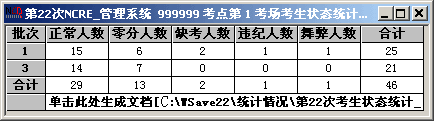 第22次NCRE_管理系统 999999 考点第 1 考场考生状态统计...
批次 正常人数 零分人数 缺考人数 违纪人数 舞弊人数 合计
1 15 6 2 1 1 25
3 14 7 0 0 0 21
合计 29 13 2 1 1 46
单击此处生成文档[C:\WSave22\统计情况\第22次考生状态统计_